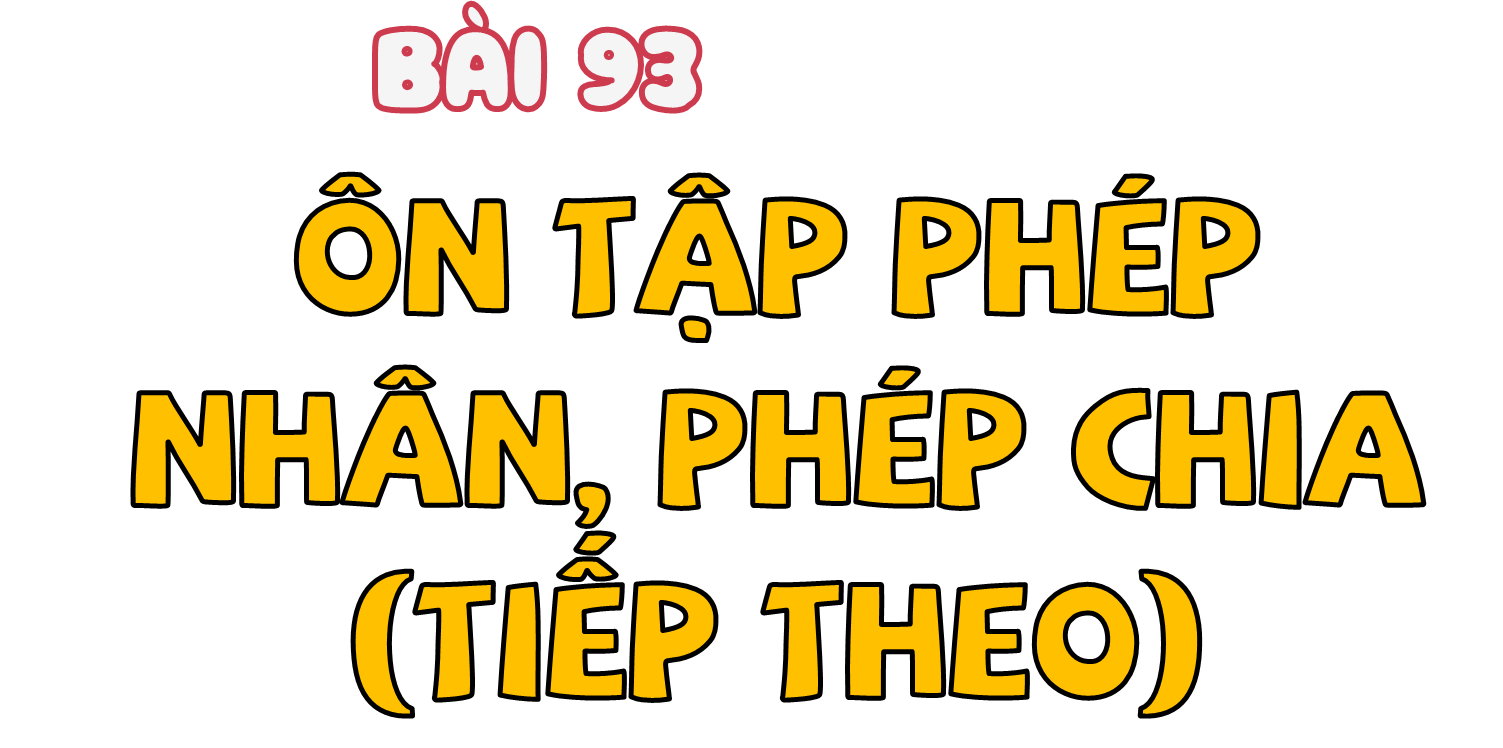 BÀI 93
ÔN TẬP PHÉP
NHÂN, PHÉP CHIA
(TIẾP THEO)